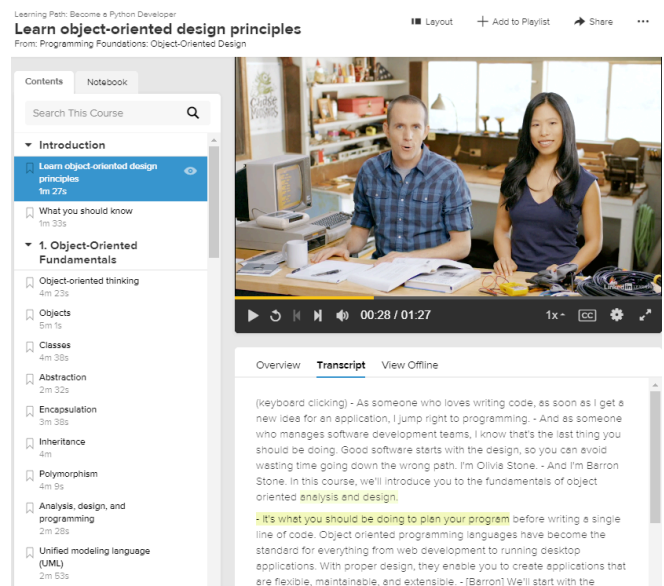 Learning Path: Become a Python Developer
Learn object-oriented design principles
From: Programming Foundations: Object-Oriented Design
Layout
Add to Playlist
Share
Contents
Notebook
Search This Course
Introduction
Learn object-oriented design
principles
1m 27s
What you should know
1m 33s
1. Object-Oriented
Fundamentals
Object-oriented thinking
4m 23s
Objects
5m 1s
Classes
4m 38s
Abstraction
2m 32s
Encapsulation
3m 38s
Inheritance
4m
Polymorphism
4m 9s
Analysis, design, and
programming
2m 28s
Unified modeling language
(UML)
2m 53s
00:28 / 01:27
1x
CC
Overview
Transcript
View Offline
(keyboard clicking) - As someone who loves writing code, as soon as I get a
new idea for an application, I jump right to programming. - And as someone
who manages software development teams, I know that's the last thing you
should be doing. Good software starts with the design, so you can avoid
wasting time going down the wrong path. I'm Olivia Stone. - And I'm Barron
Stone. In this course, we'll introduce you to the fundamentals of object
oriented analysis and design.
- It's what you should be doing to plan your program before writing a single
line of code. Object oriented programming languages have become the
standard for everything from web development to running desktop
applications. With proper design, they enable you to create applications that
are flexible, maintainable, and extensible. - [Barron] We'll start with the